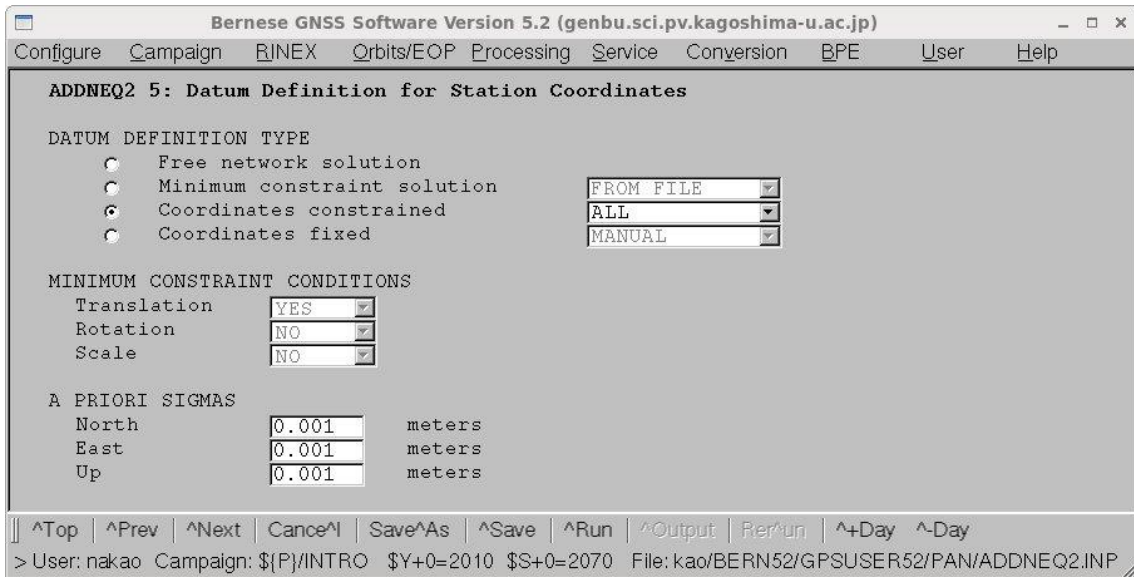 Bernese GNSS Software Version 5.2 (genbu.sci.pv.kagoshima-u.ac.jp)
Configure Campaign RINEX Orbits/EOP Processing Service Conversion BPE User Help
ADDNEQ2 5: Datum Definition for Station Coordinates
DATUM DEFINITION TYPE
Free network solution
Minimum constraint solution FROM FILE
Coordinates constrained ALL
Coordinates fixed MANUAL
MINIMUM CONSTRAINT CONDITIONS
Translation YES
Rotation NO
Scale NO
A PRIORI SIGMAS
North 0.001 meters
East 0.001 meters
Up 0.001 meters
^Top | ^Prev | ^Next | Cance^l | Save^As | ^Save | ^Run | ^Output | Rer^un | ^+Day ^-Day
> User: nakao Campaign: ${P}/INTRO $Y+0=2010 $S+0=2070 File: kao/BERN52/GPSUSER52/PAN/ADDNEQ2.INP